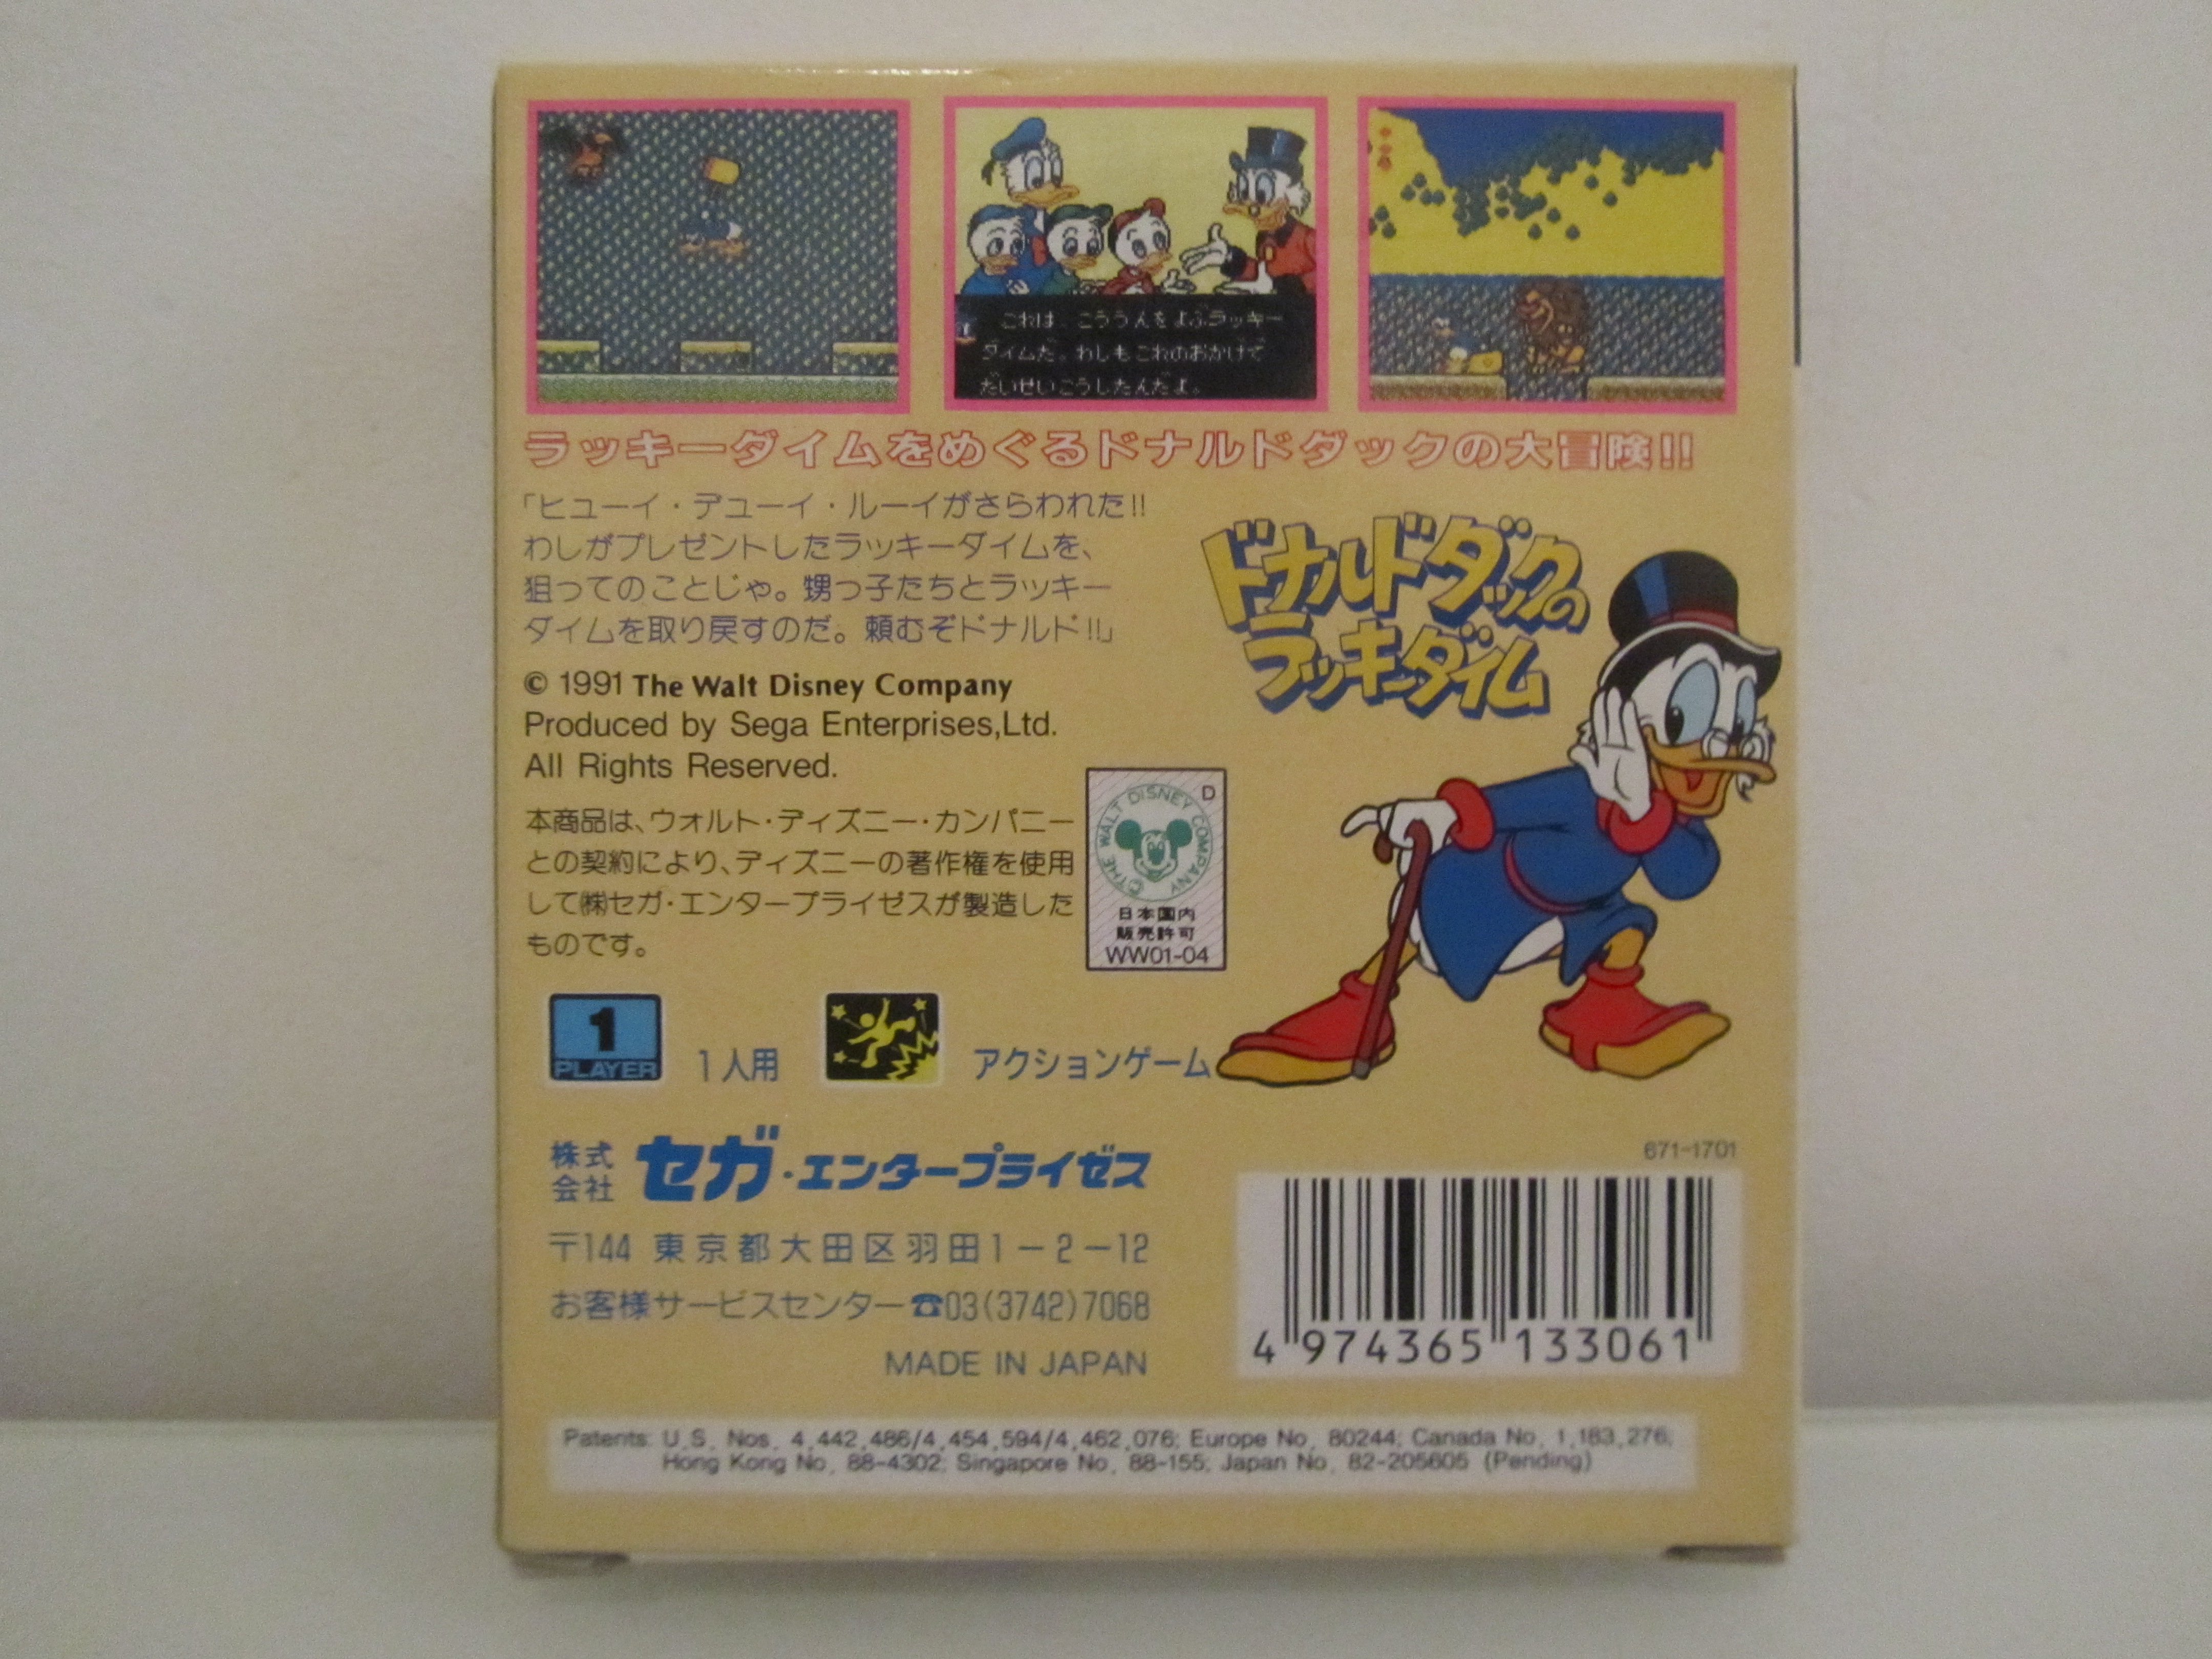 これは、こううんをよぶラッキー
ダイムだ。わしもこれのおかげで
だいせいこうしたんだよ。
ラッキーダイムをめぐるドナルドダックの大冒険!!
「ヒューイ・デューイ・ルーイがさらわれた!!
わしがプレゼントしたラッキーダイムを、
狙ってのことじゃ。甥っ子たちとラッキー
ダイムを取り戻すのだ。頼むぞドナルド!!」
ドナルドダックの
ラッキーダイム
© 1991 The Walt Disney Company
Produced by Sega Enterprises,Ltd.
All Rights Reserved.
本商品は、ウォルト・ディズニー・カンパニー
との契約により、ディズニーの著作権を使用
して㈱セガ・エンタープライゼスが製造した
ものです。
D
©THE WALT DISNEY COMPANY
日本国内
販売許可
WW01-04
1
PLAYER
1人用
アクションゲーム
株式会社 セガ・エンタープライゼス
〒144 東京都大田区羽田1-2-12
お客様サービスセンター☎03(3742)7068
MADE IN JAPAN
671-1701
4 974365 133061
Patents: U.S. Nos. 4,442,486/4,454,594/4,462,076; Europe No. 80244; Canada No. 1,183,276;
Hong Kong No. 88-4302; Singapore No. 88-155; Japan No. 82-205605 (Pending)